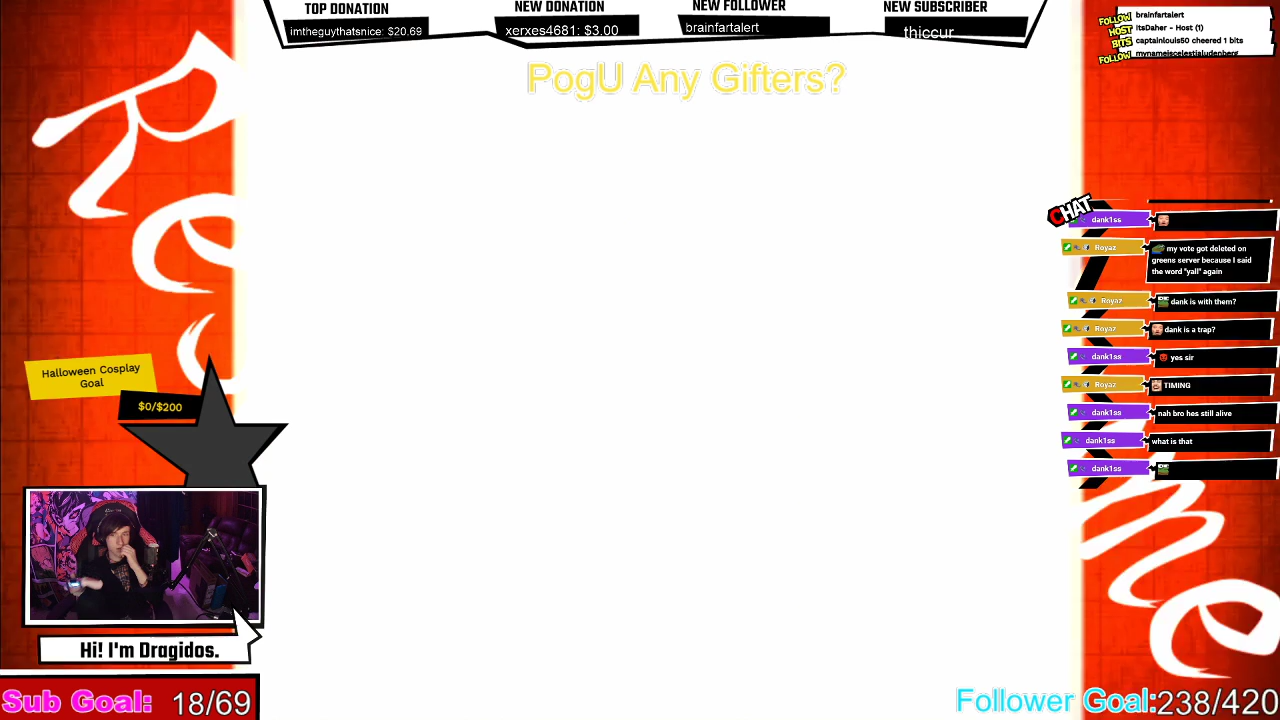 TOP DONATION
imtheguythatsnice: $20.69
NEW DONATION
xerxes4681: $3.00
NEW FOLLOWER
brainfartalert
NEW SUBSCRIBER
thiccur
FOLLOW brainfartalert
HOST ItsDaher - Host (1)
BITS captainlouis50 cheered 1 bits
FOLLOW mynameiscelestialudenberg
PogU Any Gifters?
CHAT
dank1ss
Royaz my vote got deleted on
greens server because I said
the word "yall" again
Royaz dank is with them?
Royaz dank is a trap?
dank1ss yes sir
Royaz TIMING
dank1ss nah bro hes still alive
dank1ss what is that
dank1ss
Halloween Cosplay
Goal
$0/$200
Hi! I'm Dragidos.
Sub Goal: 18/69
Follower Goal:238/420